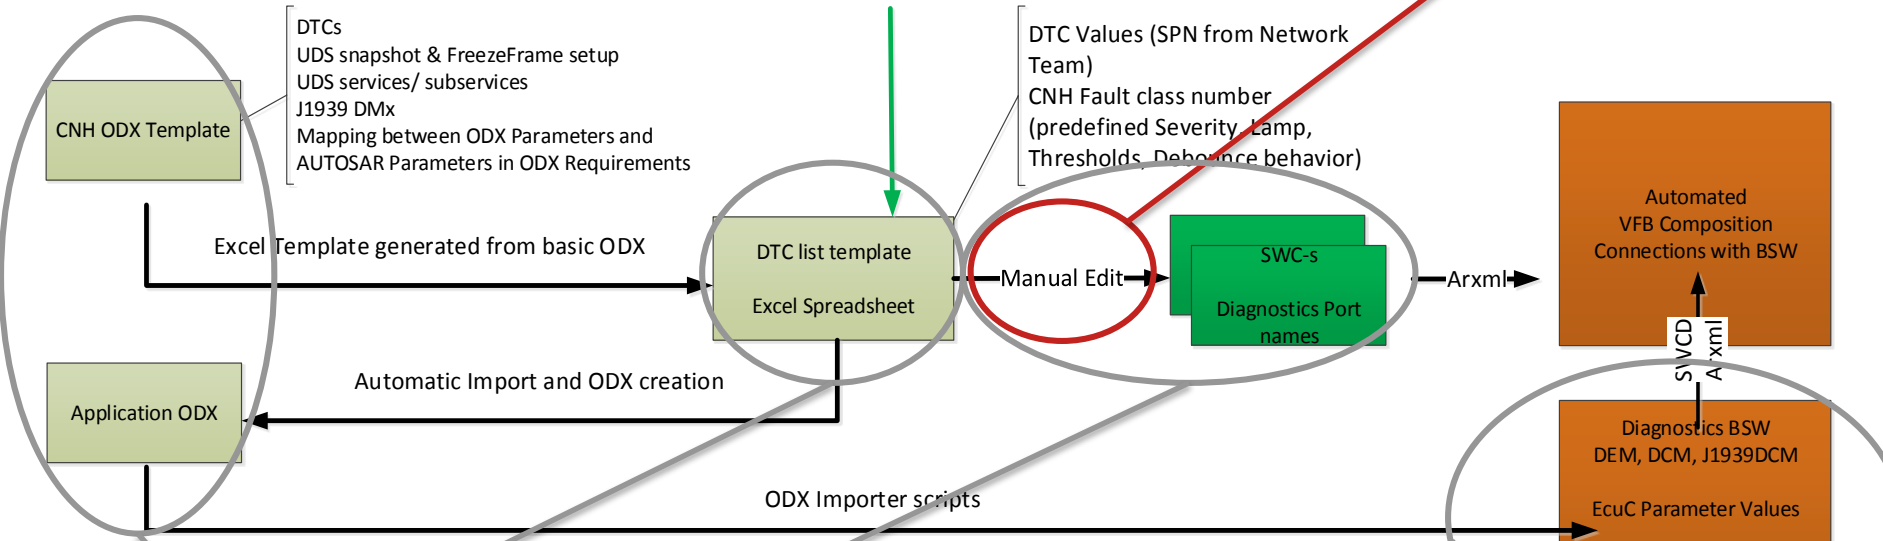 DTCs
UDS snapshot & FreezeFrame setup
UDS services/ subservices
J1939 DMx
Mapping between ODX Parameters and
AUTOSAR Parameters in ODX Requirements
DTC Values (SPN from Network
Team)
CNH Fault class number
(predefined Severity, Lamp,
Thresholds, Debounce behavior)
CNH ODX Template
Excel Template generated from basic ODX
DTC list template
Excel Spreadsheet
Manual Edit
SWC-s
Diagnostics Port
names
Arxml
Automated
VFB Composition
Connections with BSW
SWCD
Arxml
Automatic Import and ODX creation
Application ODX
ODX Importer scripts
Diagnostics BSW
DEM, DCM, J1939DCM
EcuC Parameter Values